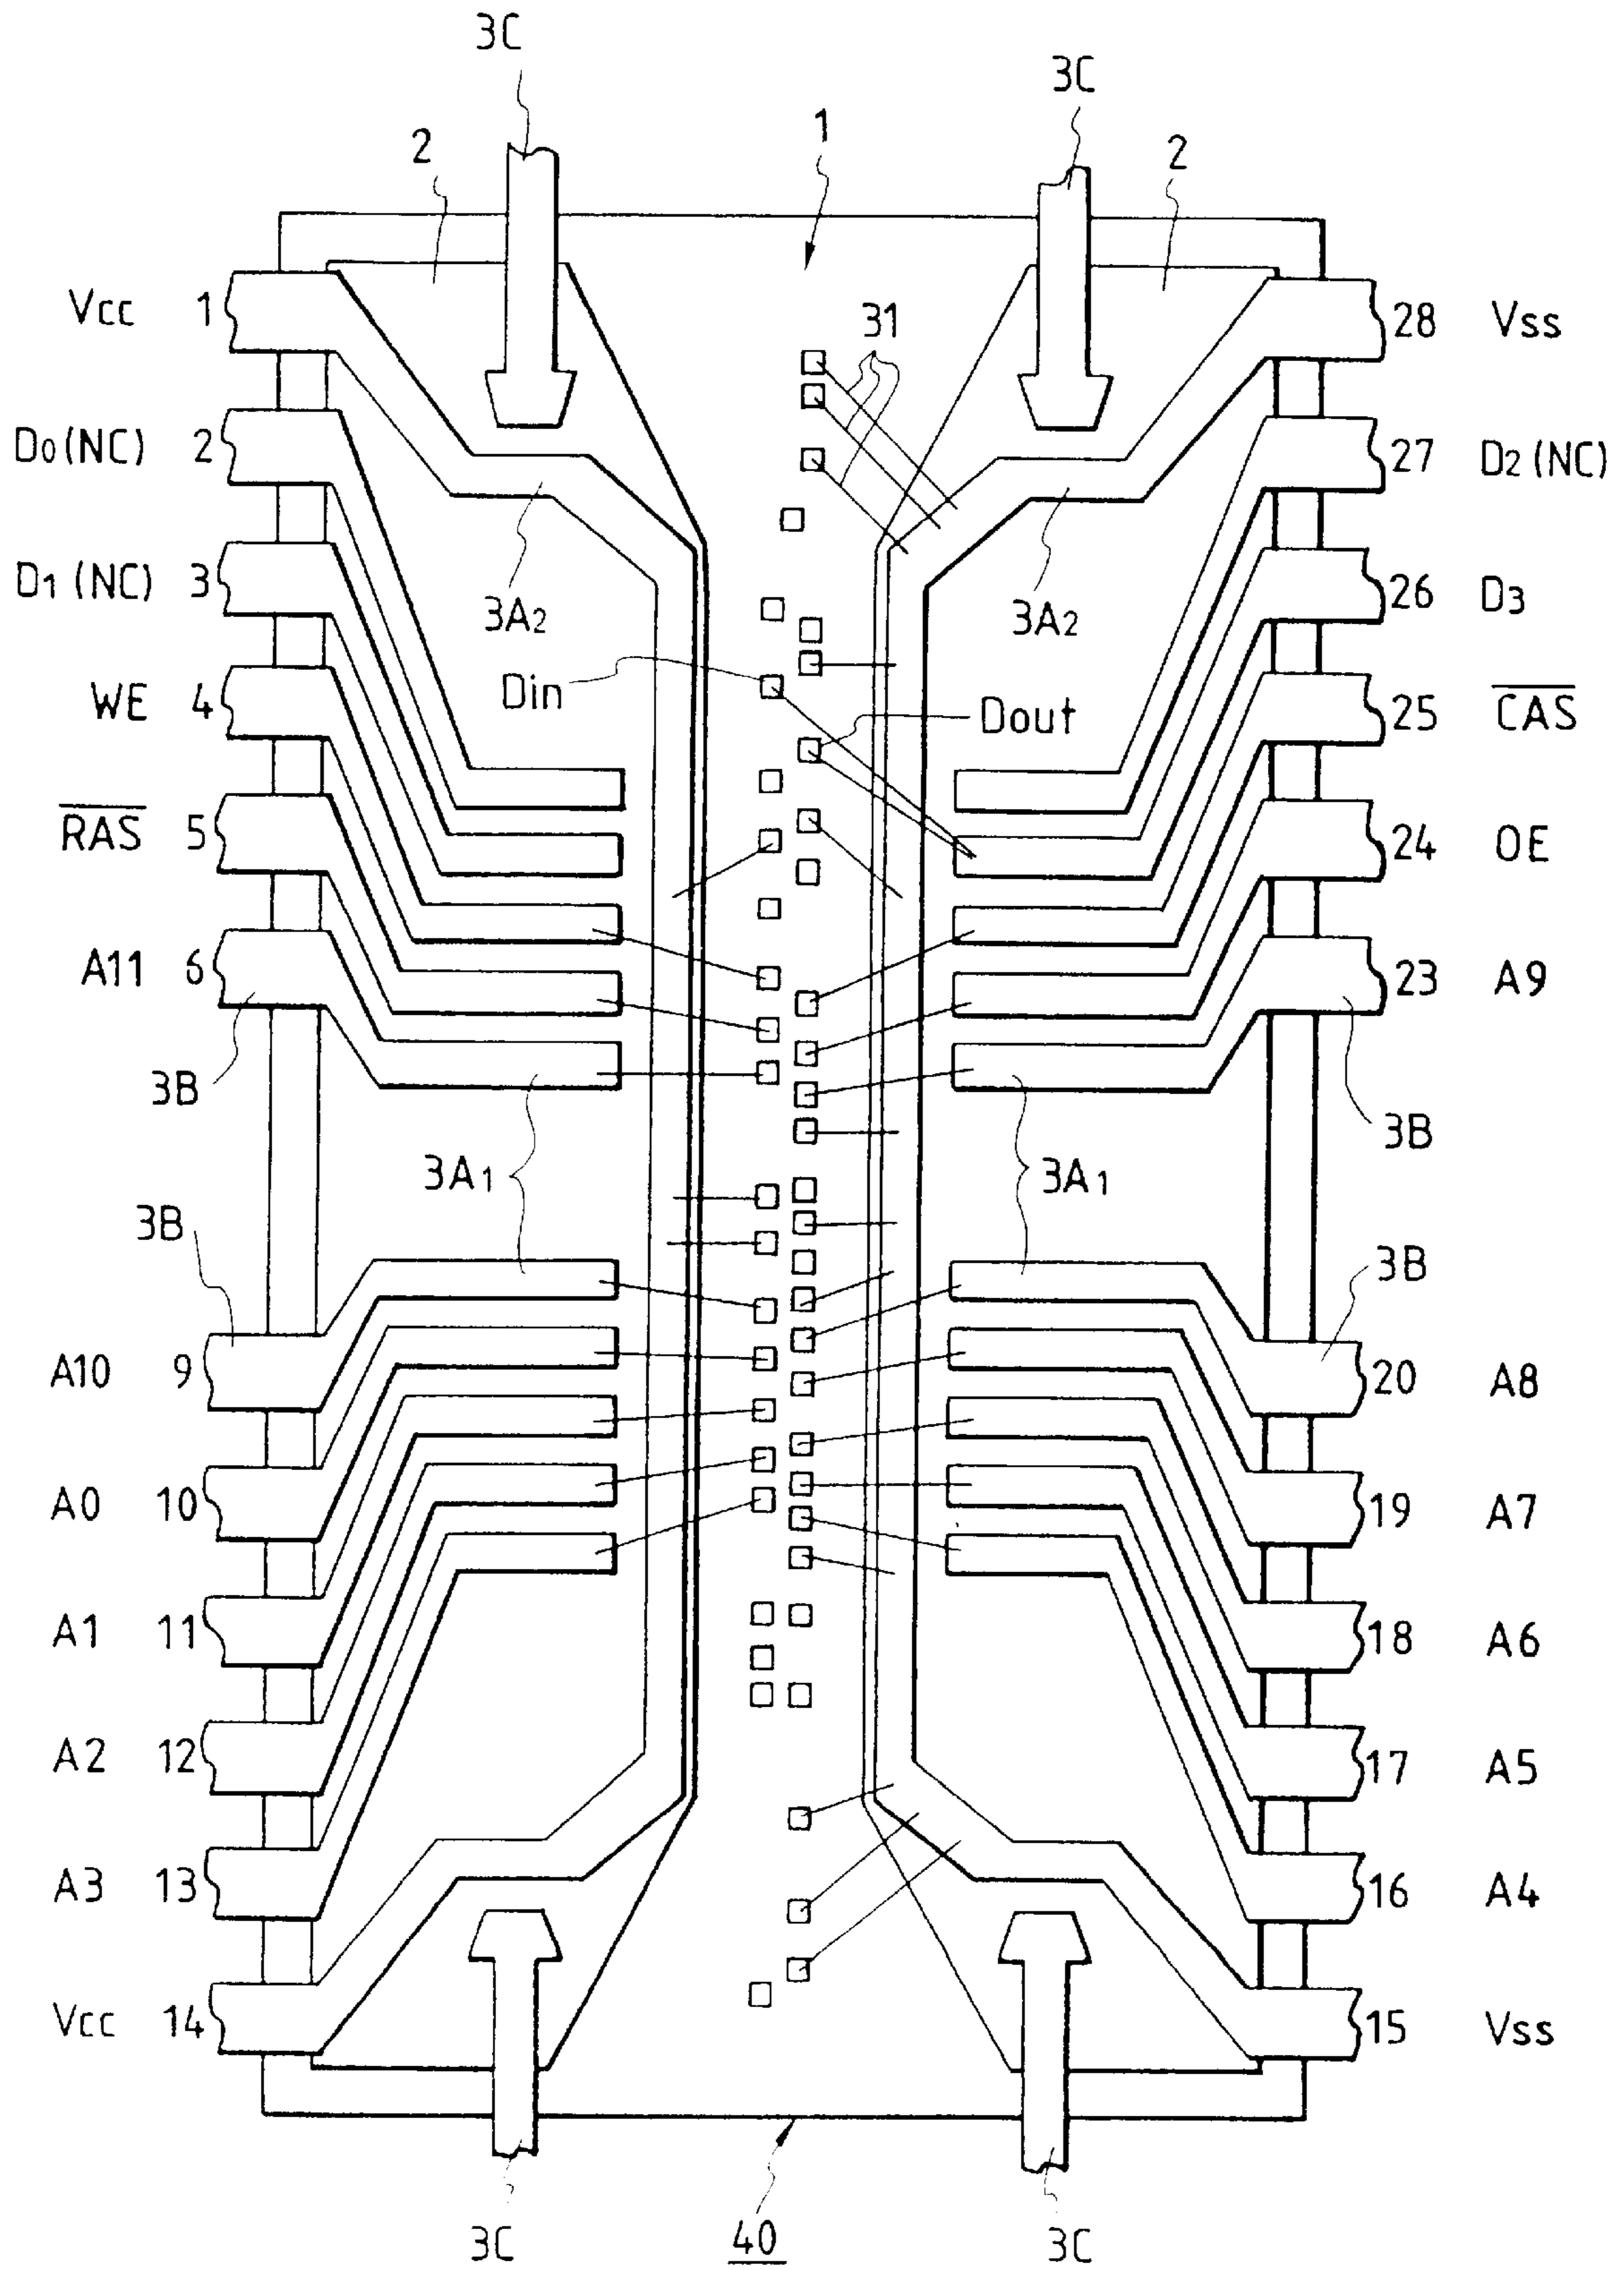 3C
3C
1
2
2
31
Vcc 1
28 Vss
D0 (NC) 2
27 D2 (NC)
D1 (NC) 3
26 D3
3A2
3A2
WE 4
Din
Dout
25 CAS
RAS 5
24 OE
A11 6
23 A9
3B
3B
3A1
3A1
3B
3B
A10 9
20 A8
A0 10
19 A7
A1 11
18 A6
A2 12
17 A5
A3 13
16 A4
Vcc 14
15 Vss
3C
40
3C